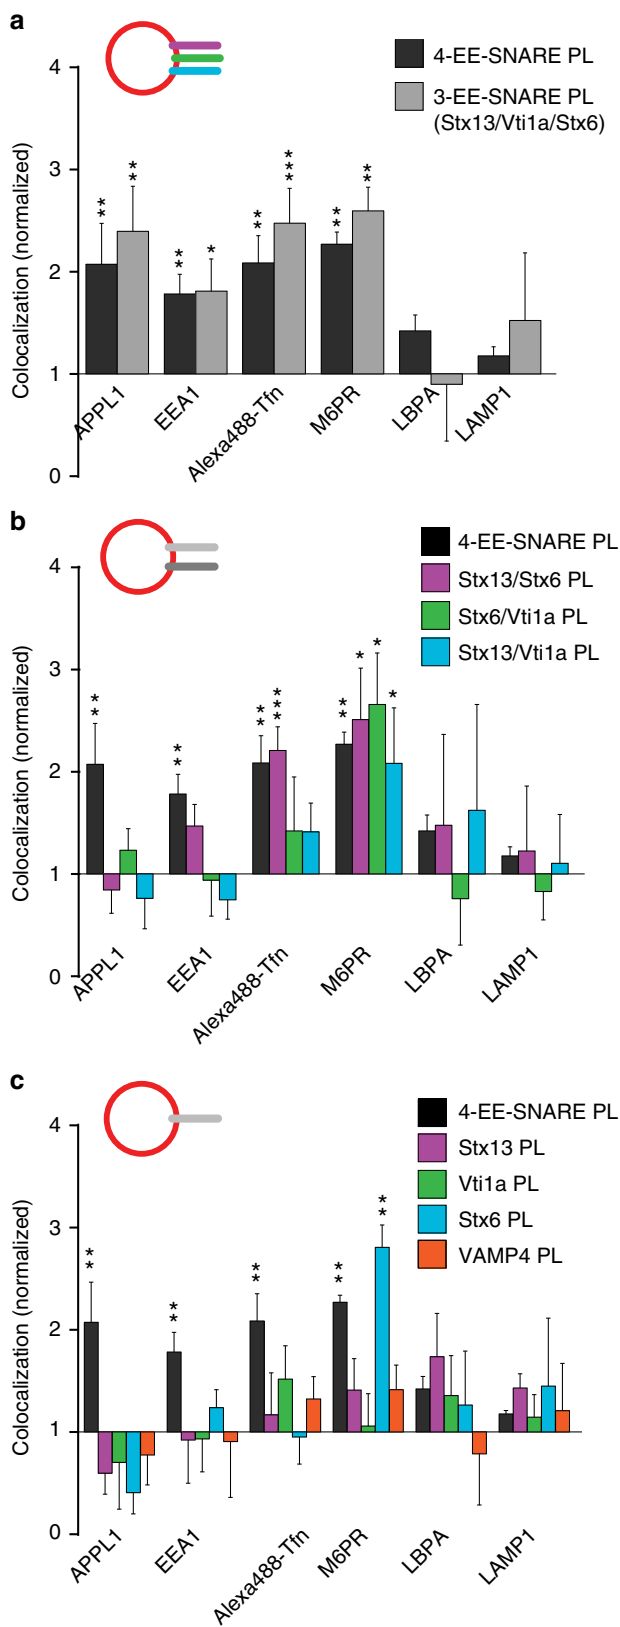 a
4-EE-SNARE PL
3-EE-SNARE PL
(Stx13/Vti1a/Stx6)
Colocalization (normalized)
4
3
2
1
0
** ** ** * ** *** ** **
APPL1 EEA1 Alexa488-Tfn M6PR LBPA LAMP1
b
4-EE-SNARE PL
Stx13/Stx6 PL
Stx6/Vti1a PL
Stx13/Vti1a PL
Colocalization (normalized)
4
3
2
1
0
** ** ** *** ** * * *
APPL1 EEA1 Alexa488-Tfn M6PR LBPA LAMP1
c
4-EE-SNARE PL
Stx13 PL
Vti1a PL
Stx6 PL
VAMP4 PL
Colocalization (normalized)
4
3
2
1
0
** ** ** ** **
APPL1 EEA1 Alexa488-Tfn M6PR LBPA LAMP1